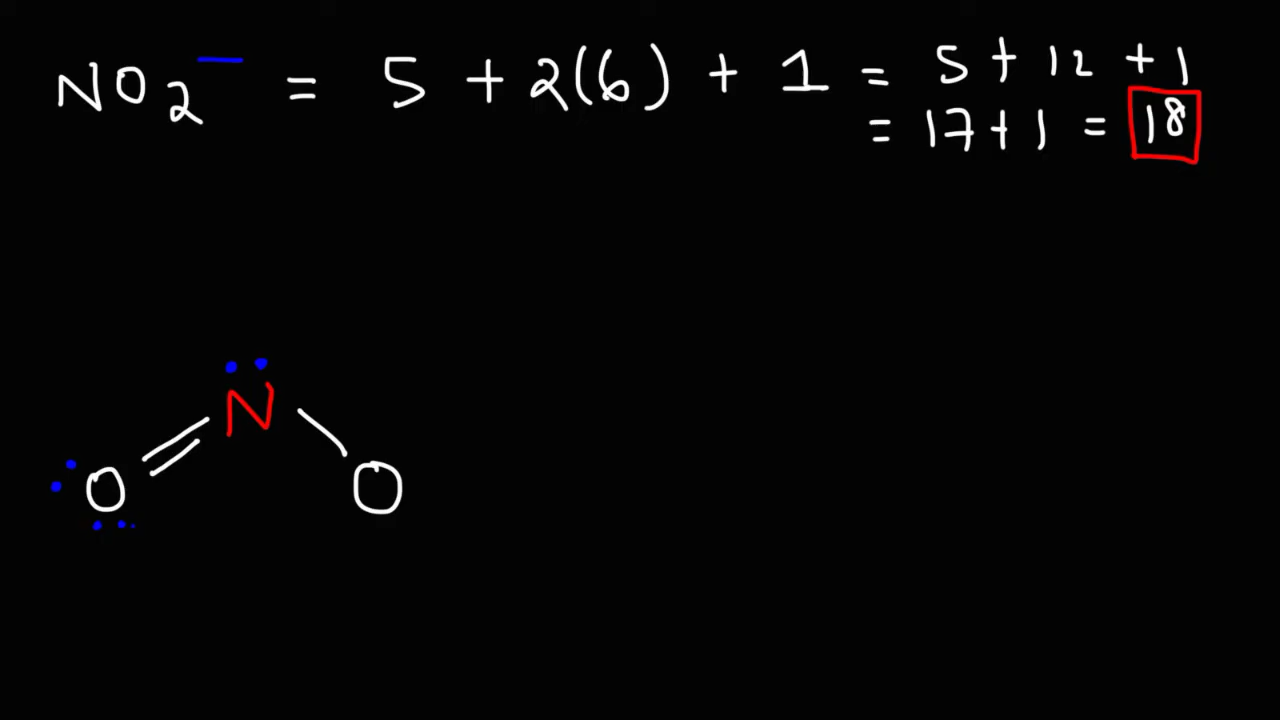 NO₂⁻ = 5 + 2(6) + 1 = 5 + 12 + 1
= 17 + 1 = 18
N
O O